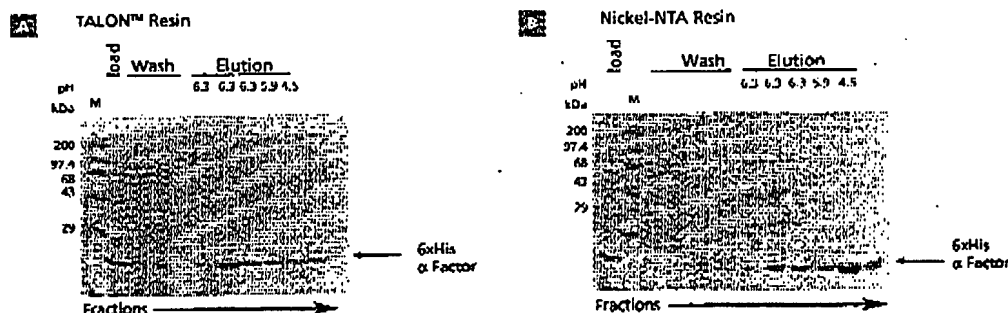 A TALON™ Resin
load Wash Elution
pH 6.3 6.3 6.3 5.9 4.5
kDa M
200
97.4
68
43
29
6xHis
α Factor
Fractions
B Nickel-NTA Resin
load Wash Elution
pH 6.3 6.3 6.3 5.9 4.5
kDa M
200
97.4
68
43
29
6xHis
α Factor
Fractions